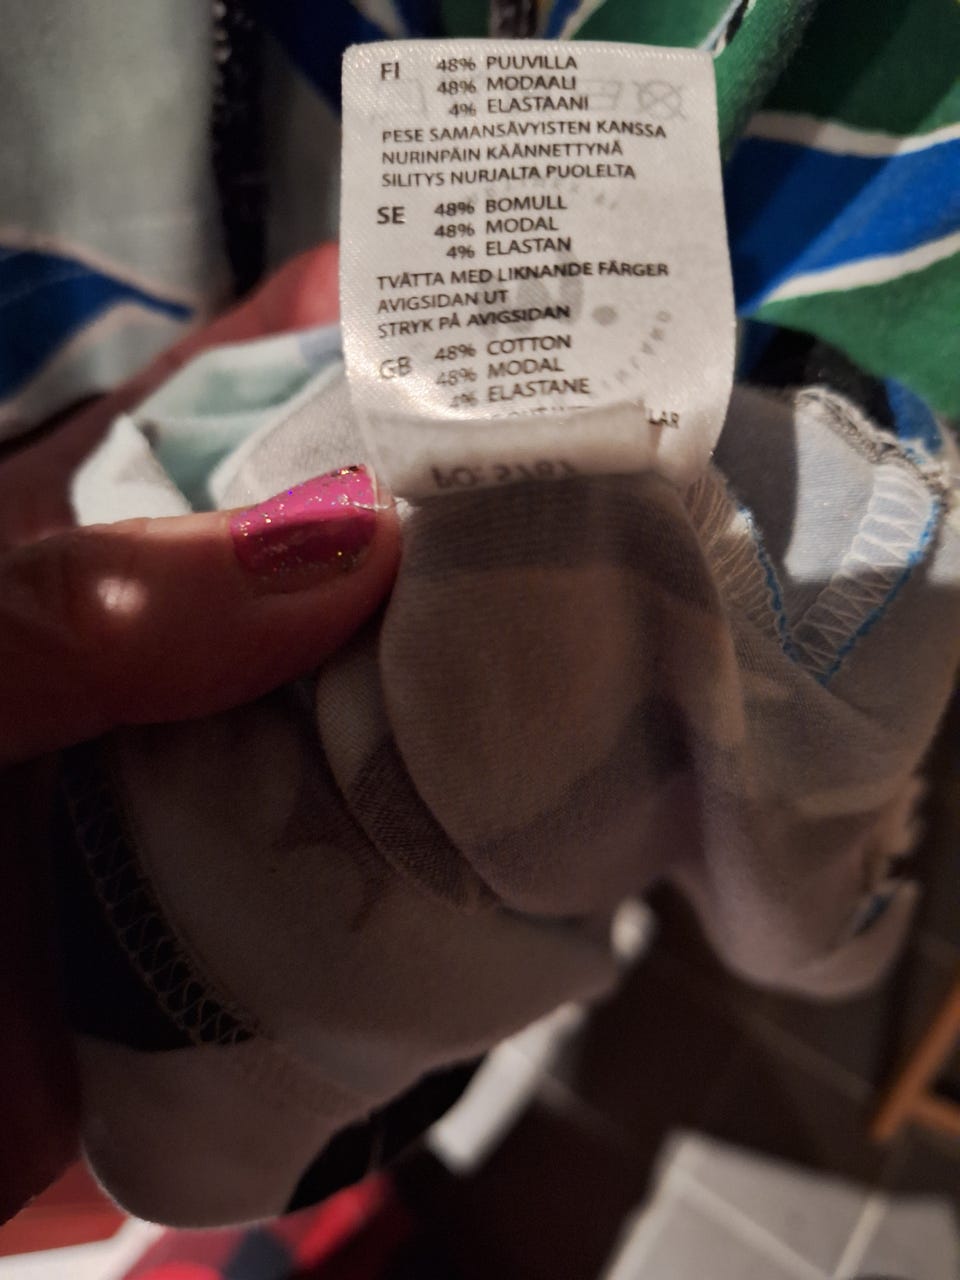 FI 48% PUUVILLA
48% MODAALI
4% ELASTAANI
PESE SAMANSÄVYISTEN KANSSA
NURINPÄIN KÄÄNNETTYNÄ
SILITYS NURJALTA PUOLELTA
SE 48% BOMULL
48% MODAL
4% ELASTAN
TVÄTTA MED LIKNANDE FÄRGER
AVIGSIDAN UT
STRYK PÅ AVIGSIDAN
GB 48% COTTON
48% MODAL
4% ELASTANE